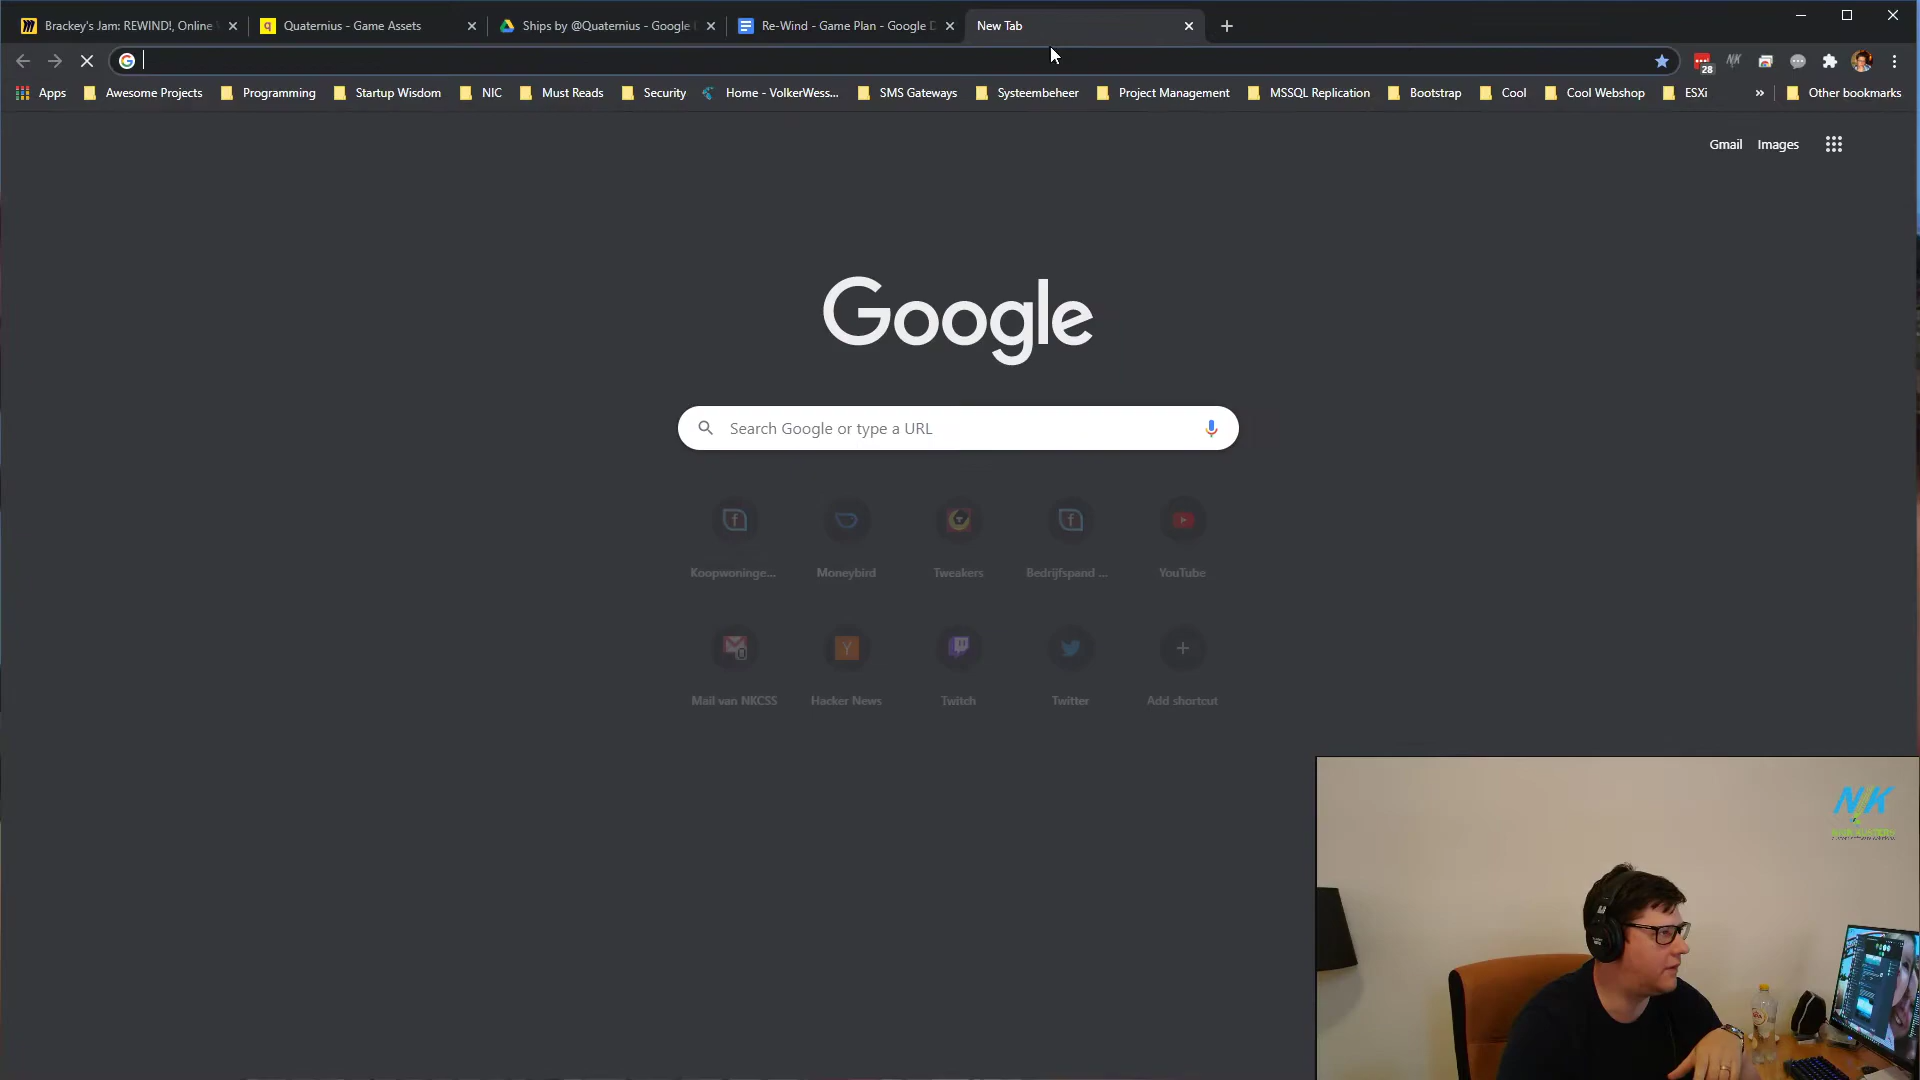 Brackey's Jam: REWIND!, Online
Quaternius - Game Assets
Ships by @Quaternius - Google
Re-Wind - Game Plan - Google
New Tab
28
Apps
Awesome Projects
Programming
Startup Wisdom
NIC
Must Reads
Security
Home - VolkerWess...
SMS Gateways
Systeembeheer
Project Management
MSSQL Replication
Bootstrap
Cool
Cool Webshop
ESXi
»
Other bookmarks
Gmail
Images
Google
Search Google or type a URL
Koopwoninge...
Moneybird
Tweakers
Bedrijfspand ...
YouTube
Mail van NKCSS
Hacker News
Twitch
Twitter
Add shortcut
NK